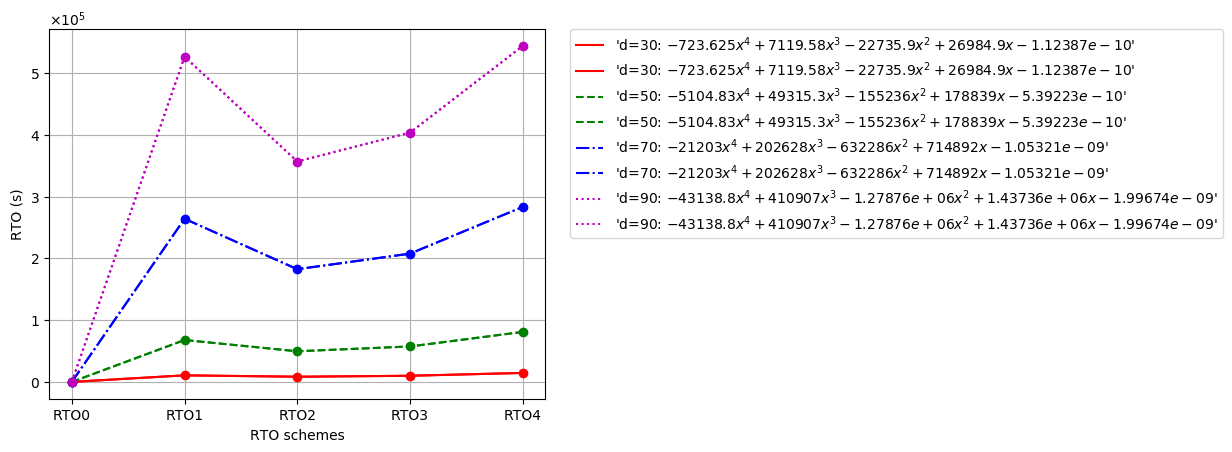 ×10⁵
5
4
3
2
1
0
RTO (s)
RTO0 RTO1 RTO2 RTO3 RTO4
RTO schemes
'd=30: −723.625x⁴ + 7119.58x³ − 22735.9x² + 26984.9x − 1.12387e − 10'
'd=30: −723.625x⁴ + 7119.58x³ − 22735.9x² + 26984.9x − 1.12387e − 10'
'd=50: −5104.83x⁴ + 49315.3x³ − 155236x² + 178839x − 5.39223e − 10'
'd=50: −5104.83x⁴ + 49315.3x³ − 155236x² + 178839x − 5.39223e − 10'
'd=70: −21203x⁴ + 202628x³ − 632286x² + 714892x − 1.05321e − 09'
'd=70: −21203x⁴ + 202628x³ − 632286x² + 714892x − 1.05321e − 09'
'd=90: −43138.8x⁴ + 410907x³ − 1.27876e + 06x² + 1.43736e + 06x − 1.99674e − 09'
'd=90: −43138.8x⁴ + 410907x³ − 1.27876e + 06x² + 1.43736e + 06x − 1.99674e − 09'